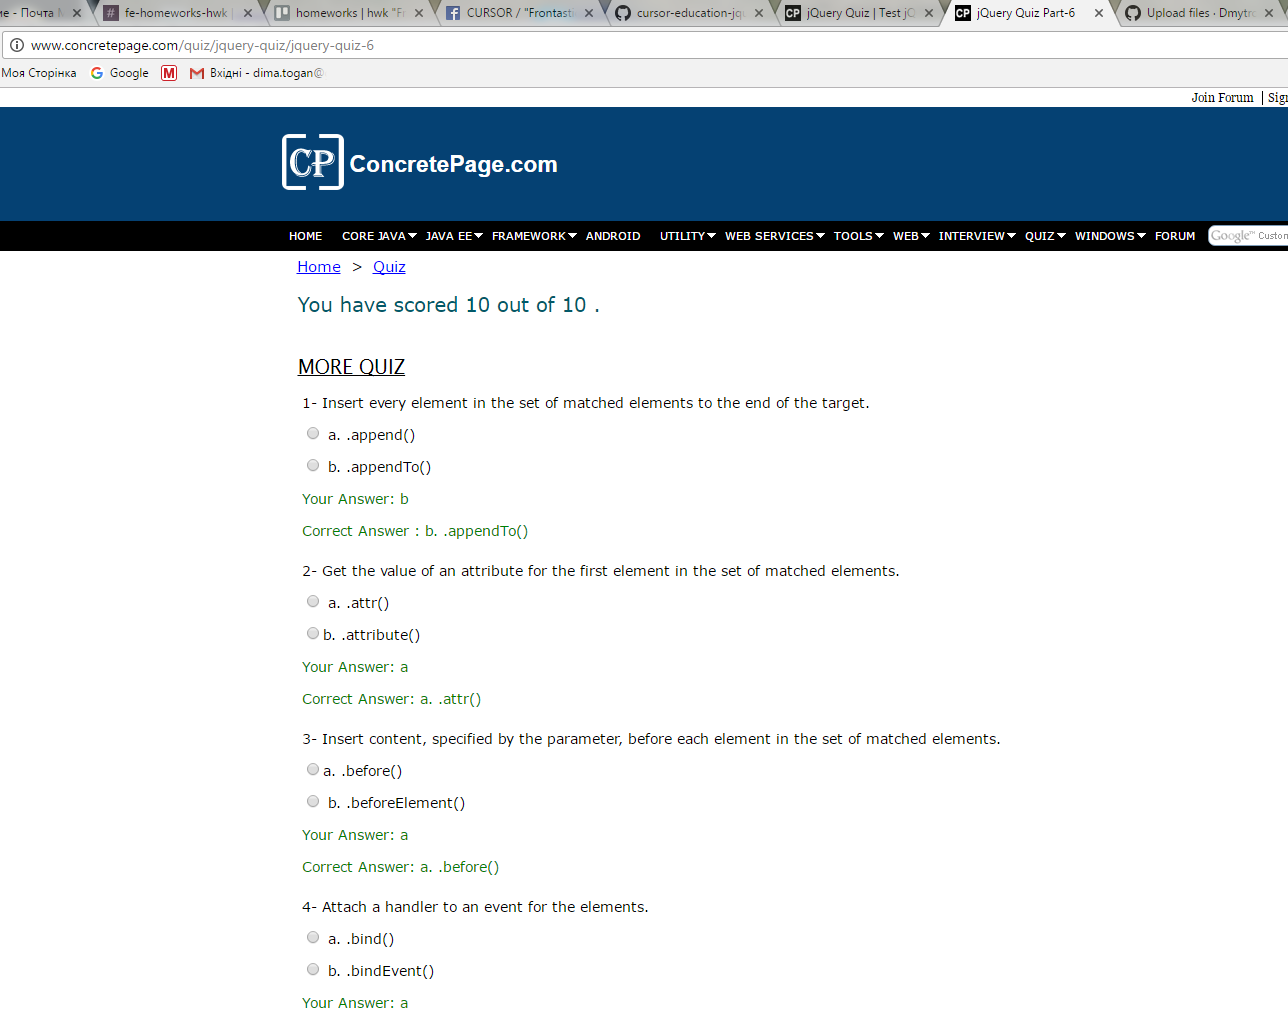 ие - Почта M
# fe-homeworks-hwk |
homeworks | hwk "F
CURSOR / "Frontasti
cursor-education-jqu
CP jQuery Quiz | Test jQ
CP jQuery Quiz Part-6
Upload files · Dmytro
www.concretepage.com/quiz/jquery-quiz/jquery-quiz-6
Моя Сторінка Google M Вхідні - dima.togan@
Join Forum | Sign
CP ConcretePage.com
HOME CORE JAVA JAVA EE FRAMEWORK ANDROID UTILITY WEB SERVICES TOOLS WEB INTERVIEW QUIZ WINDOWS FORUM Google™ Custom
Home > Quiz
You have scored 10 out of 10 .
MORE QUIZ
1- Insert every element in the set of matched elements to the end of the target.
a. .append()
b. .appendTo()
Your Answer: b
Correct Answer : b. .appendTo()
2- Get the value of an attribute for the first element in the set of matched elements.
a. .attr()
b. .attribute()
Your Answer: a
Correct Answer: a. .attr()
3- Insert content, specified by the parameter, before each element in the set of matched elements.
a. .before()
b. .beforeElement()
Your Answer: a
Correct Answer: a. .before()
4- Attach a handler to an event for the elements.
a. .bind()
b. .bindEvent()
Your Answer: a